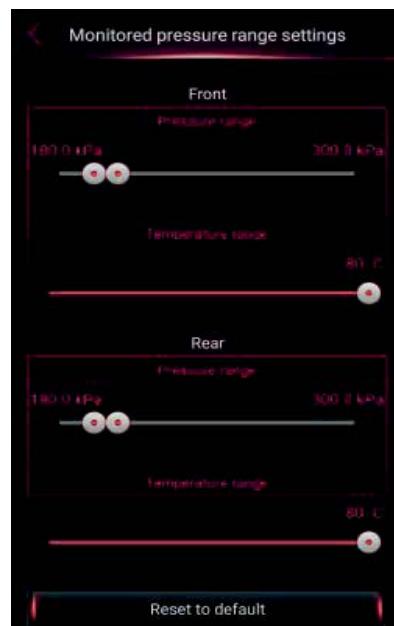 Monitored pressure range settings
Front
Pressure range
180.0 kPa 300.0 kPa
Temperature range
80 °C
Rear
Pressure range
180.0 kPa 300.0 kPa
Temperature range
80 °C
Reset to default